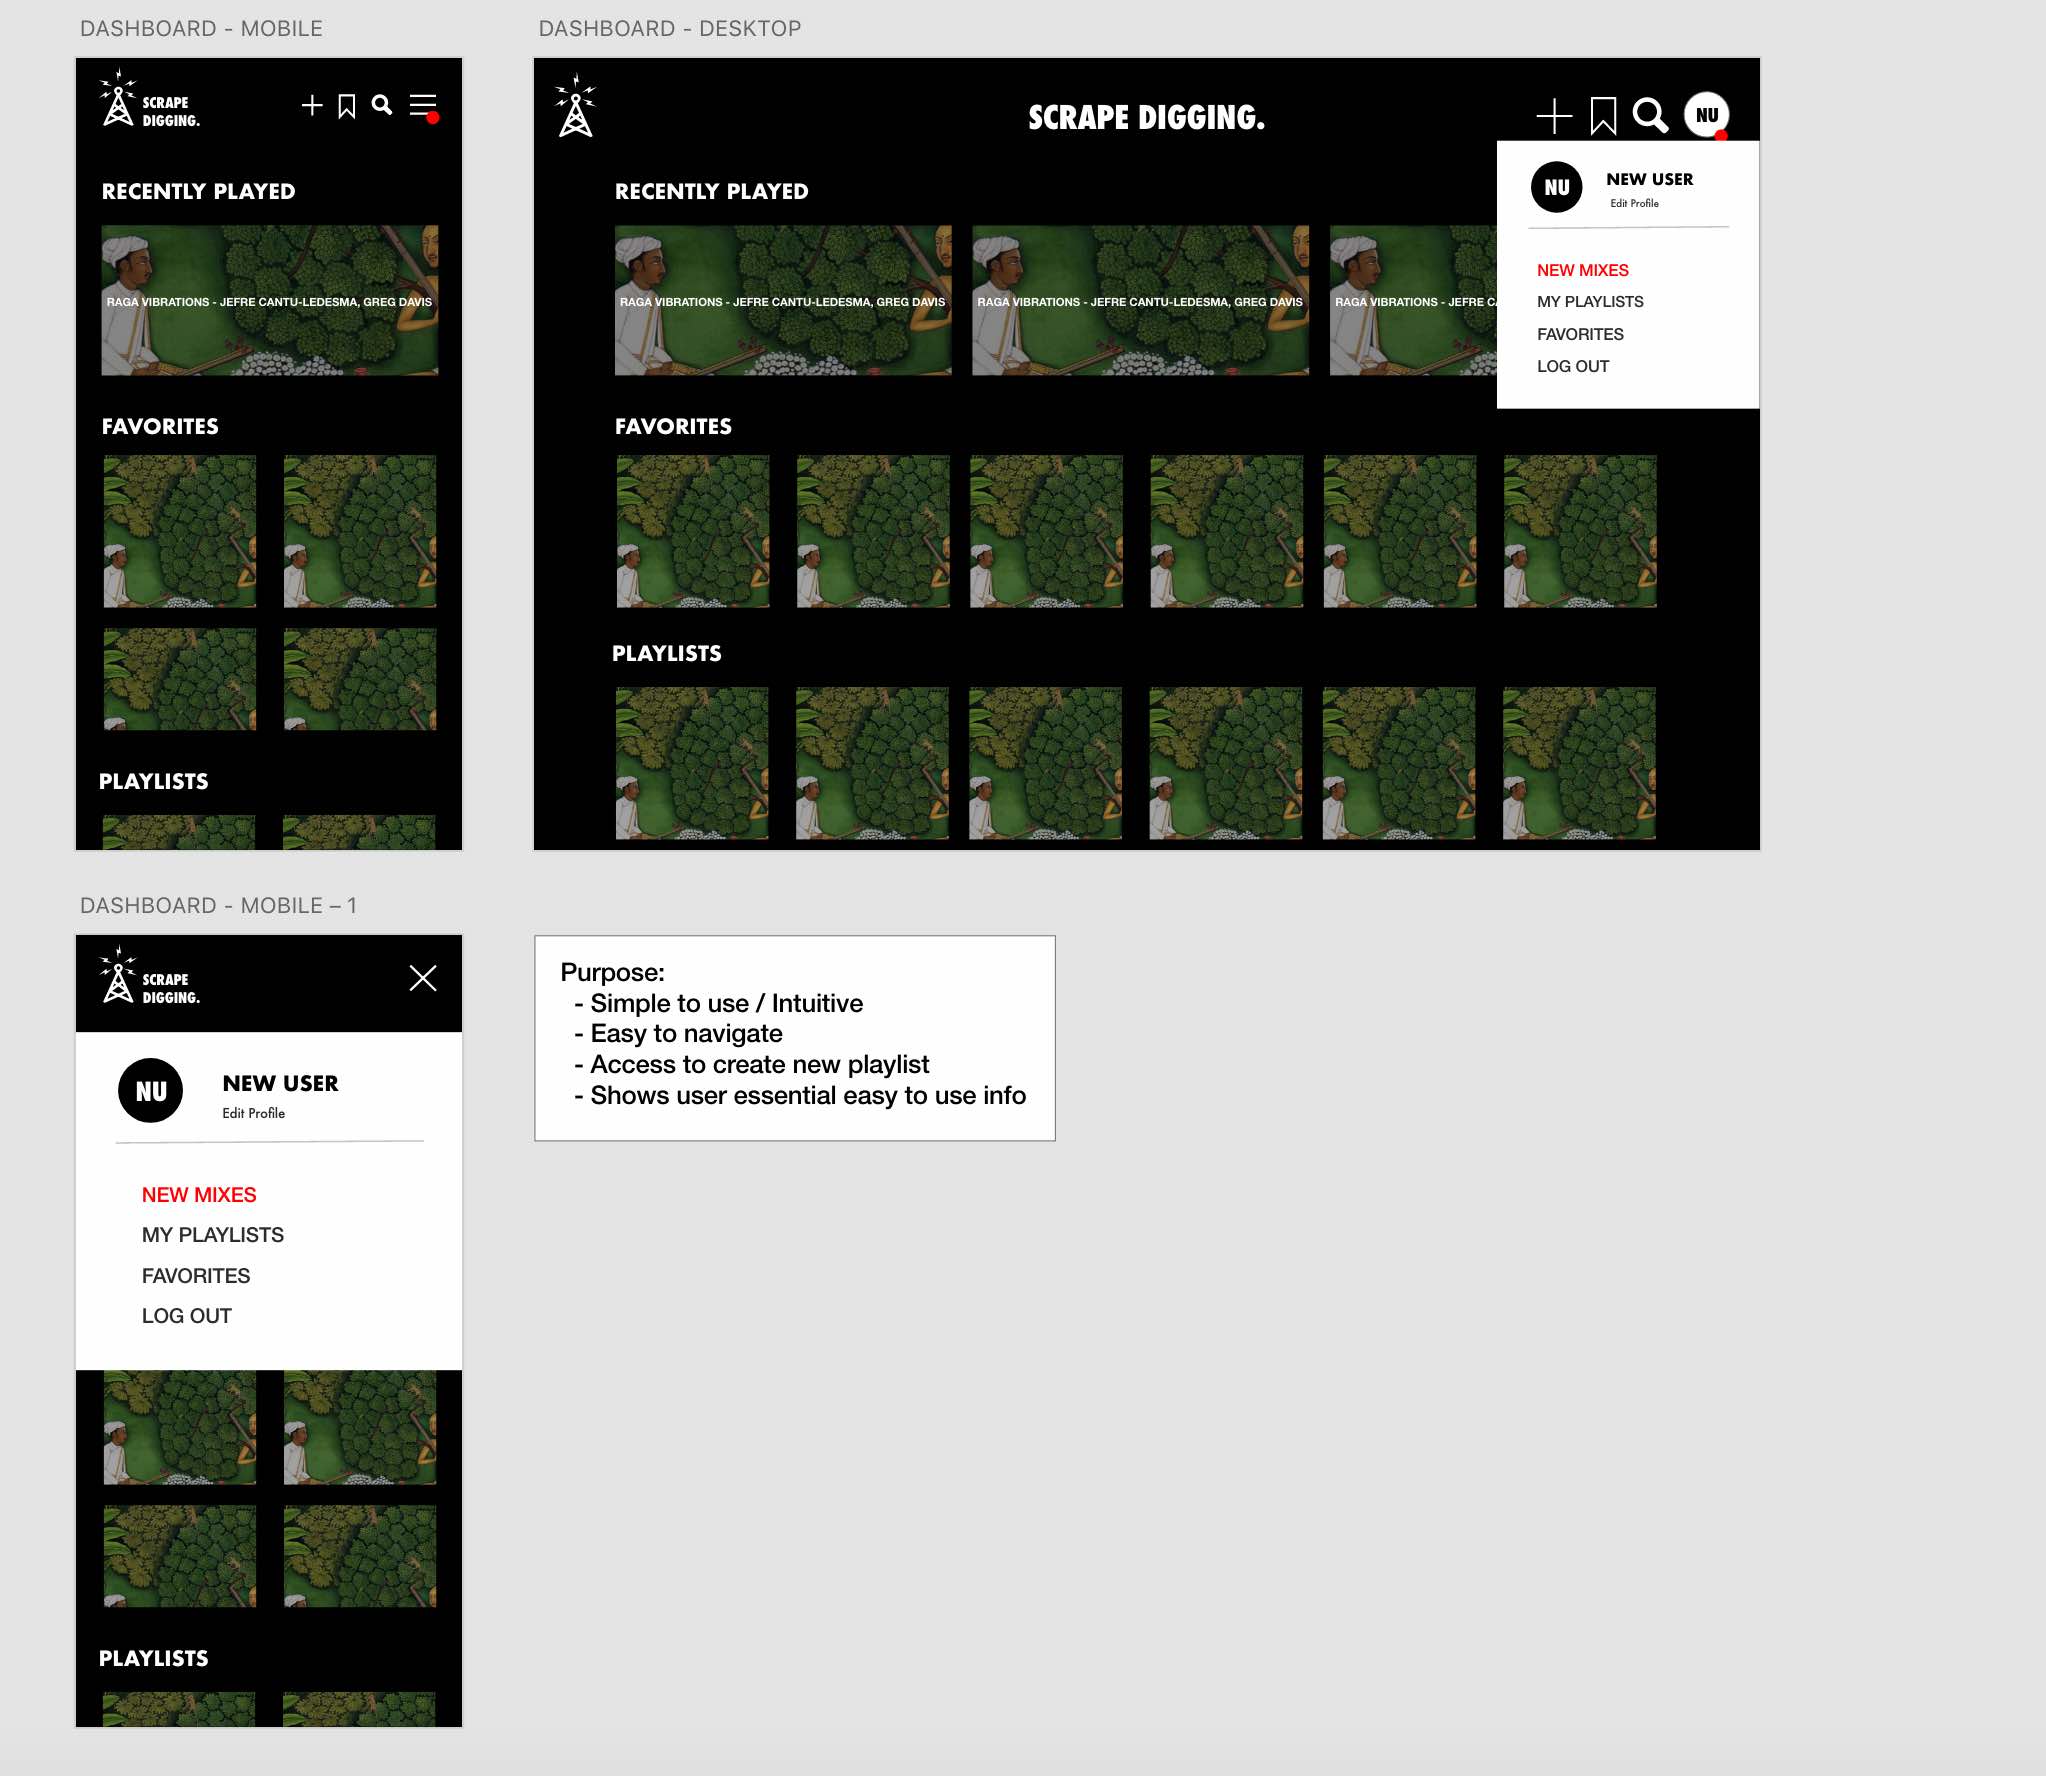 DASHBOARD - MOBILE
SCRAPE
DIGGING.
RECENTLY PLAYED
RAGA VIBRATIONS - JEFRE CANTU-LEDESMA, GREG DAVIS
FAVORITES
PLAYLISTS
DASHBOARD - DESKTOP
SCRAPE DIGGING.
NU
RECENTLY PLAYED
RAGA VIBRATIONS - JEFRE CANTU-LEDESMA, GREG DAVIS
RAGA VIBRATIONS - JEFRE CANTU-LEDESMA, GREG DAVIS
RAGA VIBRATIONS - JEFRE C
NU
NEW USER
Edit Profile
NEW MIXES
MY PLAYLISTS
FAVORITES
LOG OUT
FAVORITES
PLAYLISTS
DASHBOARD - MOBILE – 1
SCRAPE
DIGGING.
NU
NEW USER
Edit Profile
NEW MIXES
MY PLAYLISTS
FAVORITES
LOG OUT
PLAYLISTS
Purpose:
- Simple to use / Intuitive
- Easy to navigate
- Access to create new playlist
- Shows user essential easy to use info